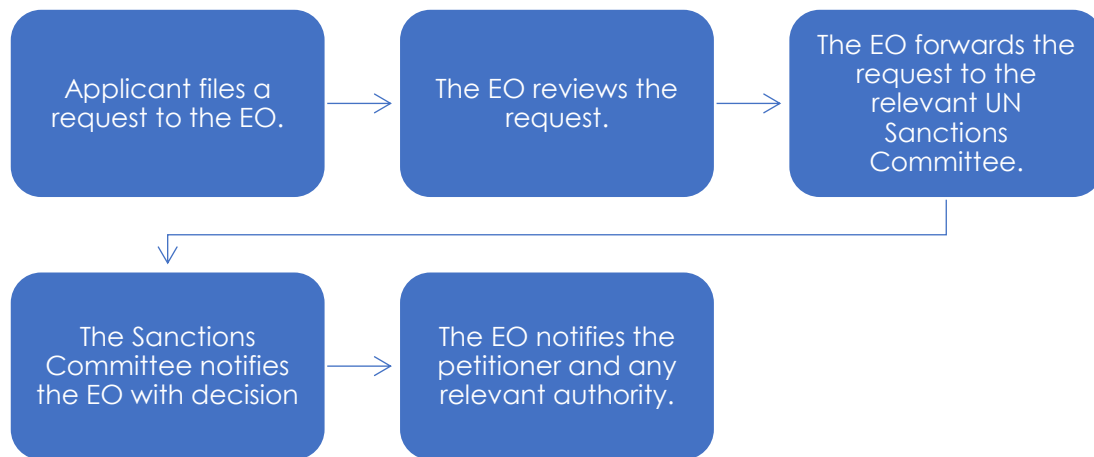 Applicant files a
request to the EO.
The EO reviews the
request.
The EO forwards the
request to the
relevant UN
Sanctions
Committee.
The Sanctions
Committee notifies
the EO with decision
The EO notifies the
petitioner and any
relevant authority.